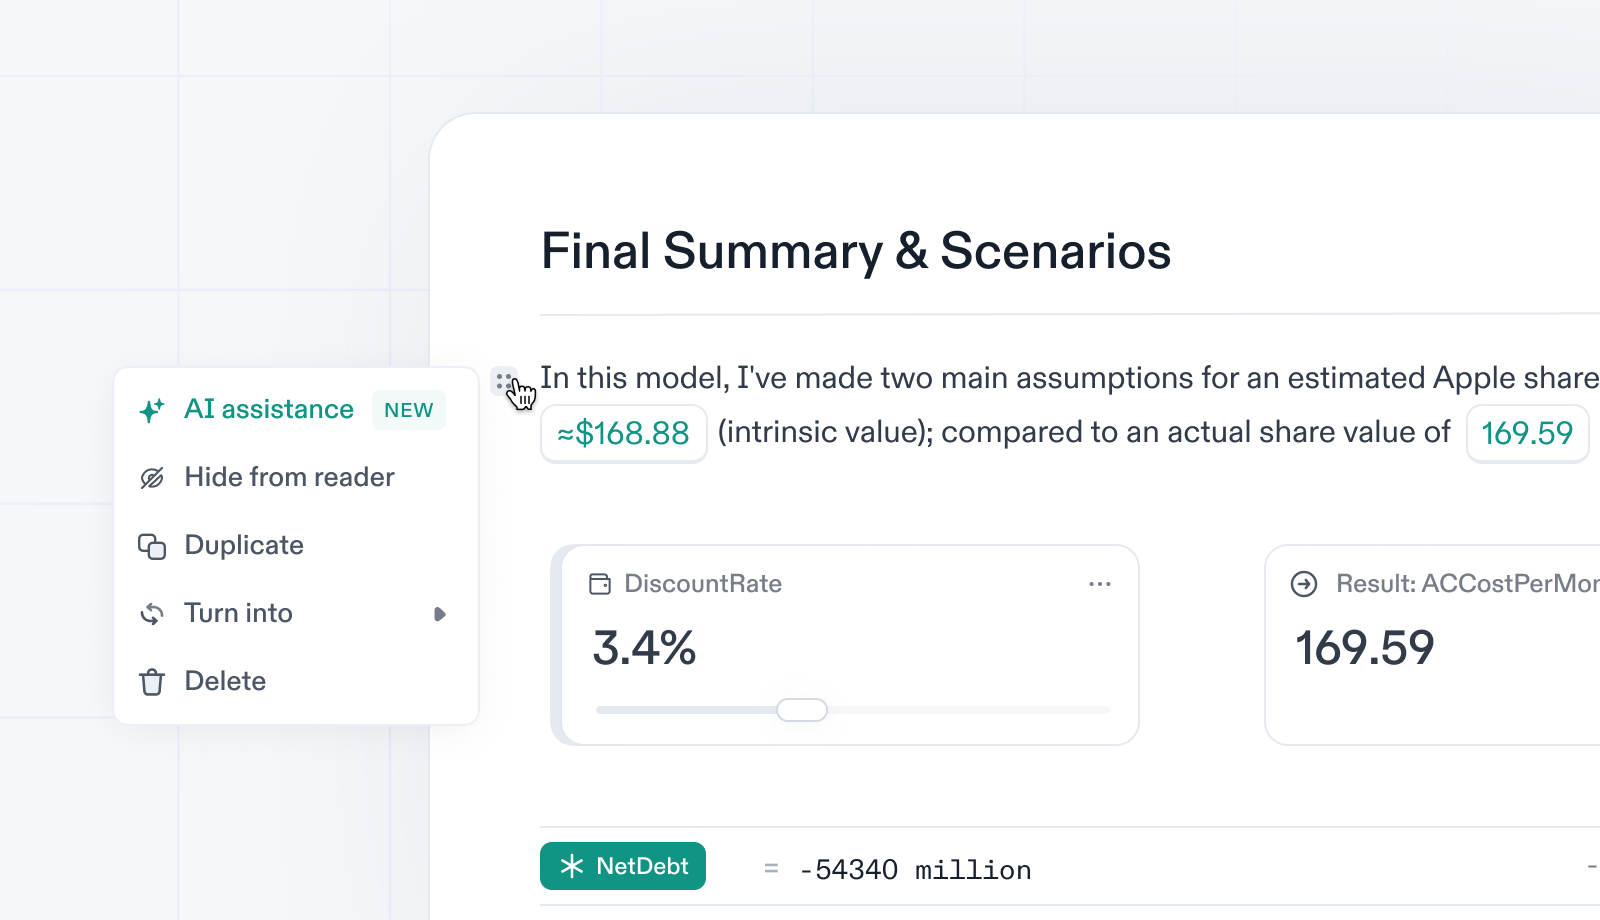 Final Summary & Scenarios
In this model, I've made two main assumptions for an estimated Apple share
≈$168.88 (intrinsic value); compared to an actual share value of 169.59
AI assistance NEW
Hide from reader
Duplicate
Turn into
Delete
DiscountRate
3.4%
Result: ACCostPerMon
169.59
NetDebt = -54340 million
-